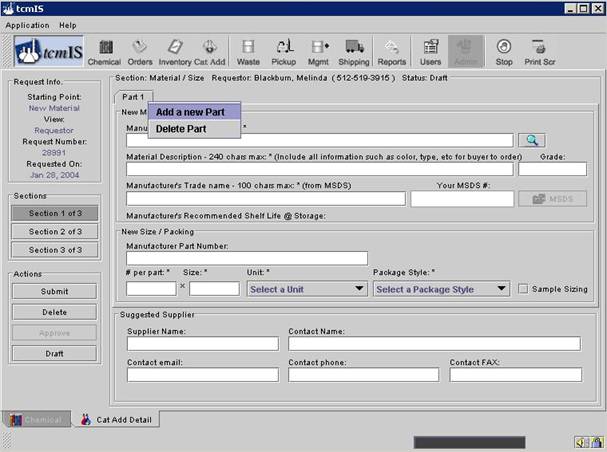 tcmIS
Application Help
tcmIS Chemical Orders Inventory Cat Add Waste Pickup Mgmt Shipping Reports Users Admin Stop Print Scr
Request Info.
Starting Point:
New Material
View:
Requestor
Request Number:
28991
Requested On:
Jan 28, 2004
Sections
Section 1 of 3
Section 2 of 3
Section 3 of 3
Actions
Submit
Delete
Approve
Draft
Section: Material / Size Requestor: Blackburn, Melinda ( 512-519-3915 ) Status: Draft
Part 1
Add a new Part
Delete Part
New M
Manu *
Material Description - 240 chars max: * (Include all information such as color, type, etc for buyer to order) Grade:
Manufacturer's Trade name - 100 chars max: * (from MSDS) Your MSDS #:
MSDS
Manufacturer's Recommended Shelf Life @ Storage:
New Size / Packing
Manufacturer Part Number:
# per part: * Size: * Unit: * Package Style: *
x Select a Unit Select a Package Style Sample Sizing
Suggested Supplier
Supplier Name: Contact Name:
Contact email: Contact phone: Contact FAX:
Chemical Cat Add Detail